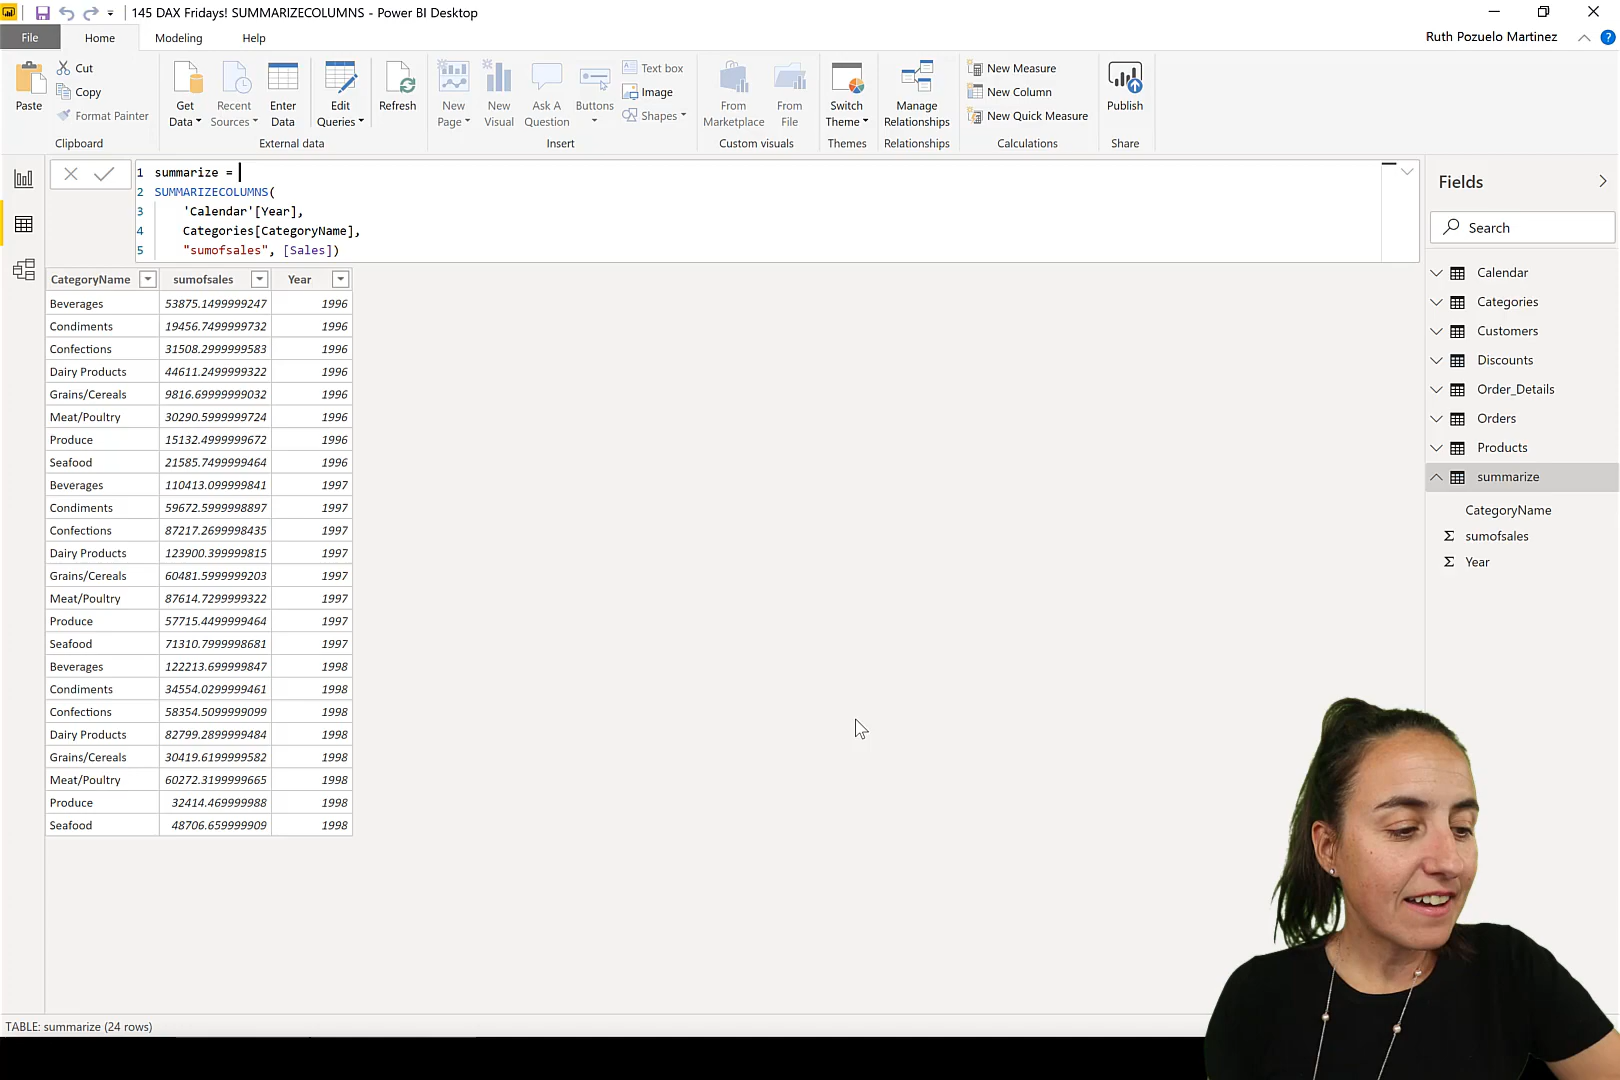 145 DAX Fridays! SUMMARIZECOLUMNS - Power BI Desktop
File Home Modeling Help
Ruth Pozuelo Martinez
Paste
Cut
Copy
Format Painter
Clipboard
Get Data
Recent Sources
Enter Data
Edit Queries
Refresh
External data
New Page
New Visual
Ask A Question
Buttons
Text box
Image
Shapes
Insert
From Marketplace
From File
Custom visuals
Switch Theme
Themes
Manage Relationships
Relationships
New Measure
New Column
New Quick Measure
Calculations
Publish
Share
1 summarize =
2 SUMMARIZECOLUMNS(
3 'Calendar'[Year],
4 Categories[CategoryName],
5 "sumofsales", [Sales])
CategoryName sumofsales Year
Beverages 53875.1499999247 1996
Condiments 19456.7499999732 1996
Confections 31508.2999999583 1996
Dairy Products 44611.2499999322 1996
Grains/Cereals 9816.69999999032 1996
Meat/Poultry 30290.5999999724 1996
Produce 15132.4999999672 1996
Seafood 21585.7499999464 1996
Beverages 110413.099999841 1997
Condiments 59672.5999998897 1997
Confections 87217.2699998435 1997
Dairy Products 123900.399999815 1997
Grains/Cereals 60481.5999999203 1997
Meat/Poultry 87614.7299999322 1997
Produce 57715.4499999464 1997
Seafood 71310.7999998681 1997
Beverages 122213.699999847 1998
Condiments 34554.0299999461 1998
Confections 58354.5099999099 1998
Dairy Products 82799.2899999484 1998
Grains/Cereals 30419.6199999582 1998
Meat/Poultry 60272.3199999665 1998
Produce 32414.469999988 1998
Seafood 48706.659999909 1998
Fields
Search
Calendar
Categories
Customers
Discounts
Order_Details
Orders
Products
summarize
CategoryName
Σ sumofsales
Σ Year
TABLE: summarize (24 rows)